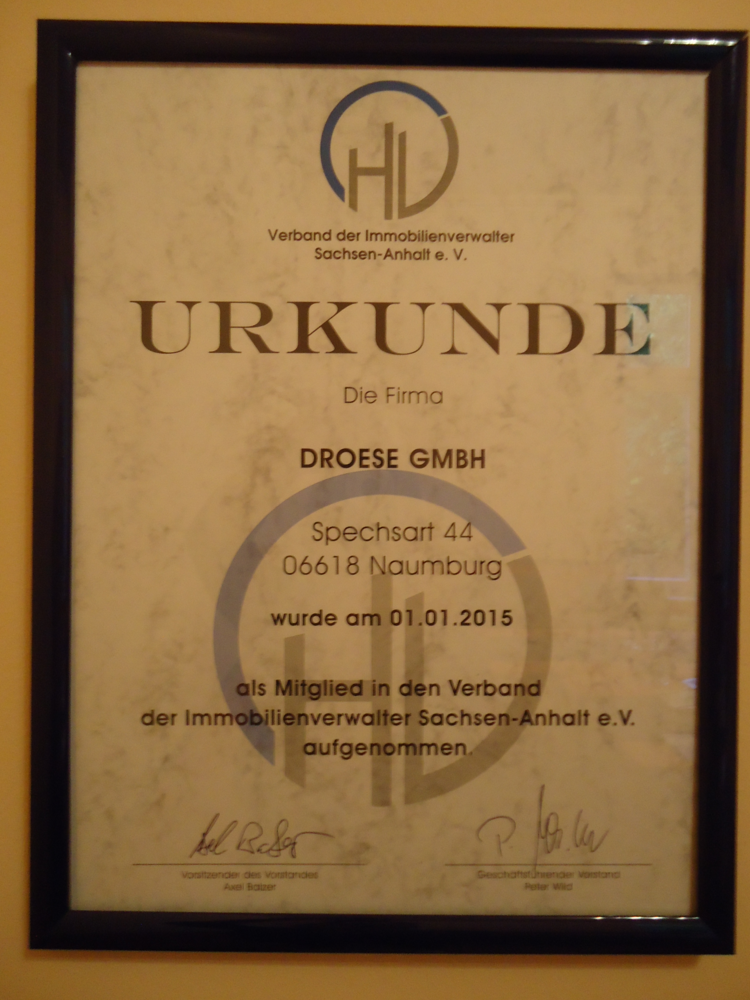 Verband der Immobilienverwalter
Sachsen-Anhalt e. V.
URKUNDE
Die Firma
DROESE GMBH
Spechsart 44
06618 Naumburg
wurde am 01.01.2015
als Mitglied in den Verband
der Immobilienverwalter Sachsen-Anhalt e.V.
aufgenommen.
Vorsitzender des Vorstandes
Axel Balzer
Geschäftsführender Vorstand
Peter Wild